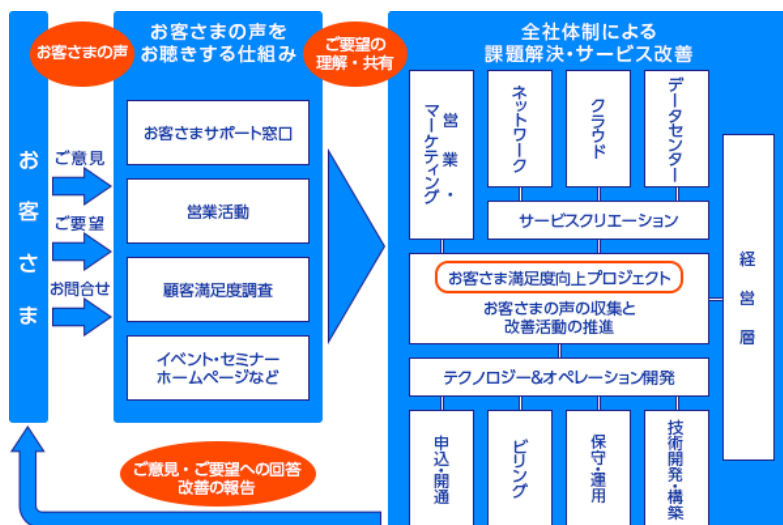 お客さまの声
お客さまの声を
お聴きする仕組み
ご要望の
理解・共有
全社体制による
課題解決・サービス改善
お客さま
ご意見
ご要望
お問合せ
お客さまサポート窓口
営業活動
顧客満足度調査
イベント・セミナー
ホームページなど
営業・
マーケティング
ネットワーク
クラウド
データセンター
サービスクリエーション
お客さま満足度向上プロジェクト
お客さまの声の収集と
改善活動の推進
経営層
テクノロジー&オペレーション開発
申込・開通
ビリング
保守・運用
技術開発・構築
ご意見・ご要望への回答
改善の報告